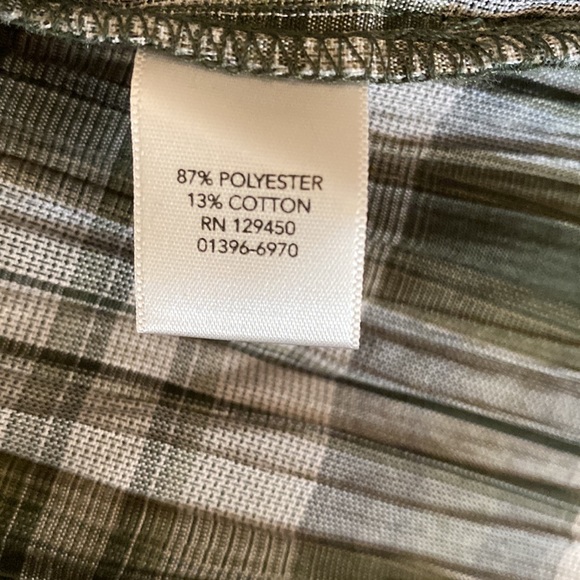 87% POLYESTER
13% COTTON
RN 129450
01396-6970